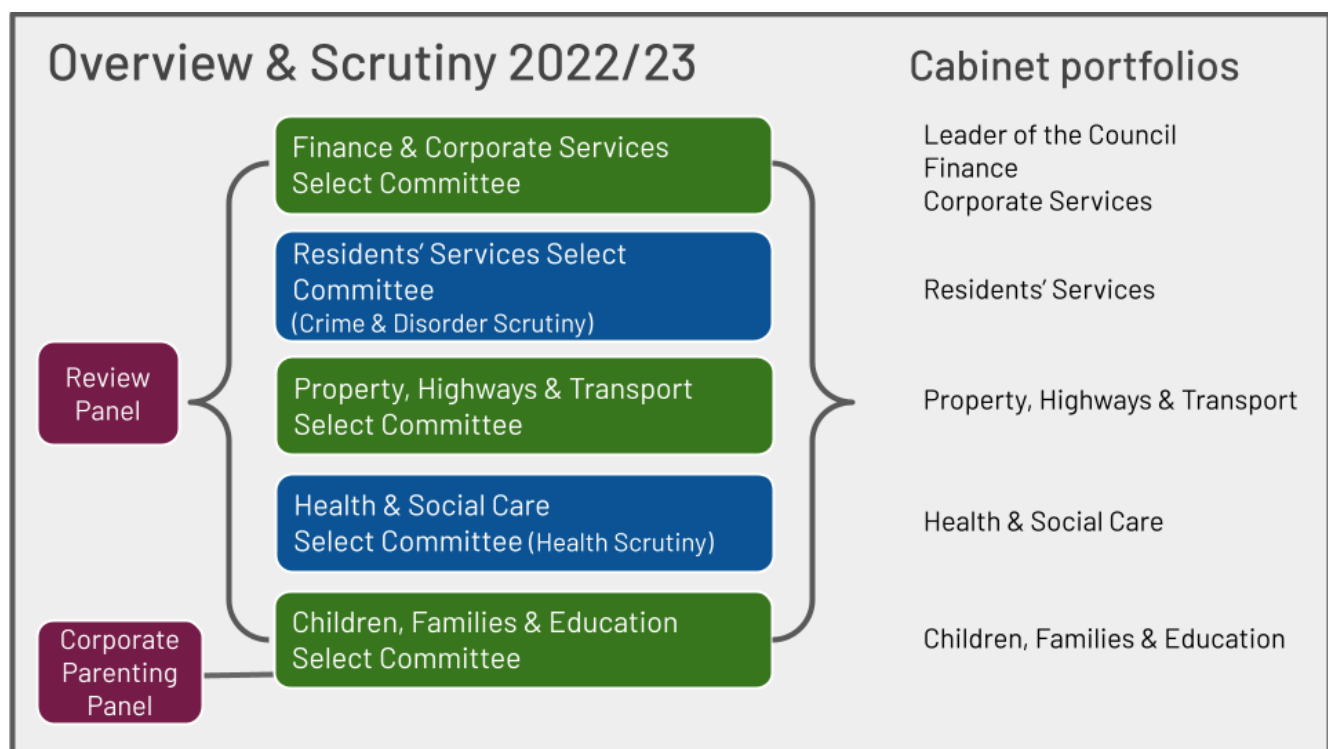 Overview & Scrutiny 2022/23
Cabinet portfolios
Finance & Corporate Services
Select Committee
Leader of the Council
Finance
Corporate Services
Residents' Services Select
Committee
(Crime & Disorder Scrutiny)
Residents' Services
Review
Panel
Property, Highways & Transport
Select Committee
Property, Highways & Transport
Health & Social Care
Select Committee (Health Scrutiny)
Health & Social Care
Corporate
Parenting
Panel
Children, Families & Education
Select Committee
Children, Families & Education